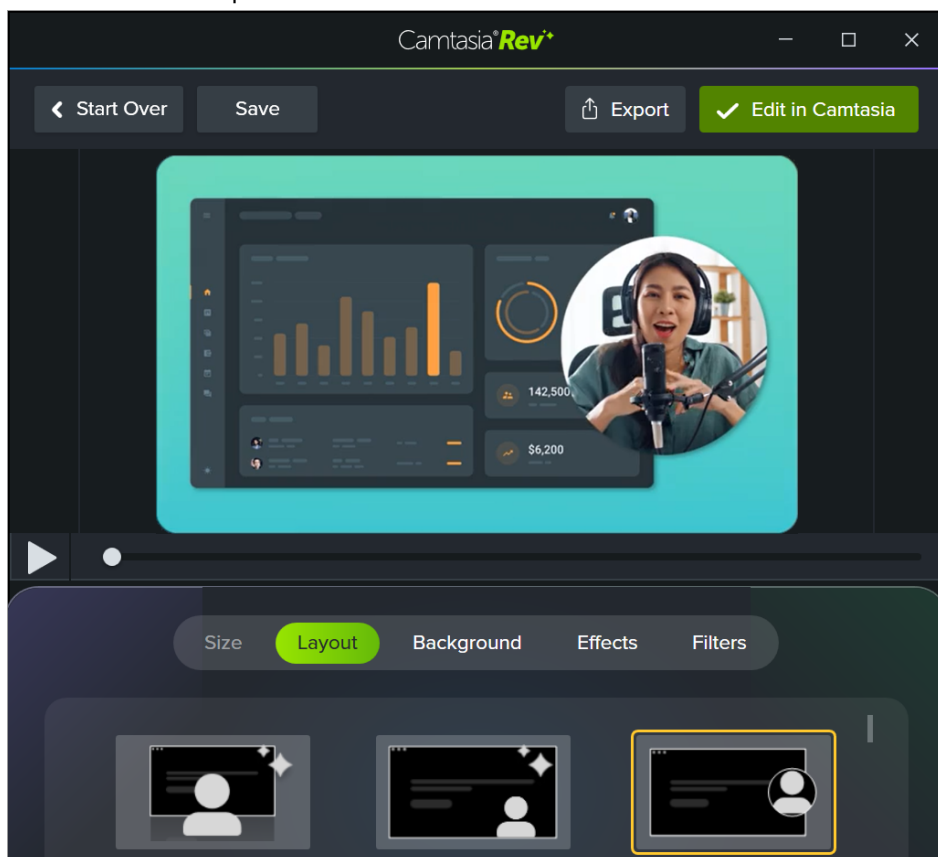 Camtasia®Rev
Start Over
Save
Export
Edit in Camtasia
142,500
$6,200
Size
Layout
Background
Effects
Filters